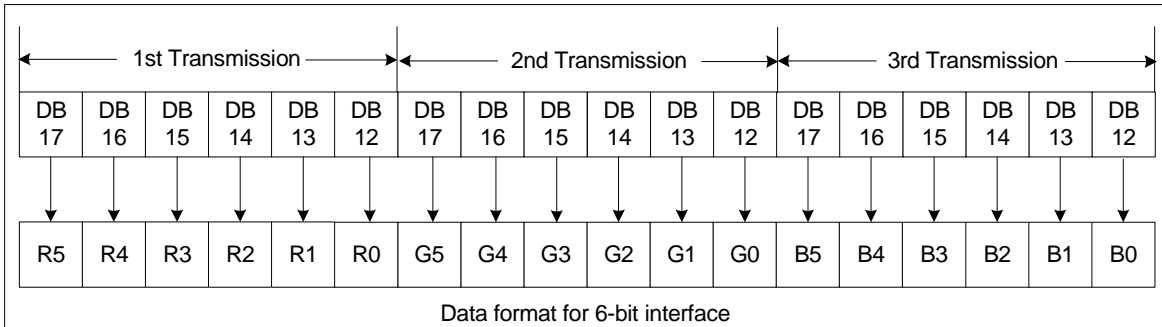 1st Transmission 2nd Transmission 3rd Transmission
DB DB DB DB DB DB DB DB DB DB DB DB DB DB DB DB DB DB
17 16 15 14 13 12 17 16 15 14 13 12 17 16 15 14 13 12
R5 R4 R3 R2 R1 R0 G5 G4 G3 G2 G1 G0 B5 B4 B3 B2 B1 B0
Data format for 6-bit interface